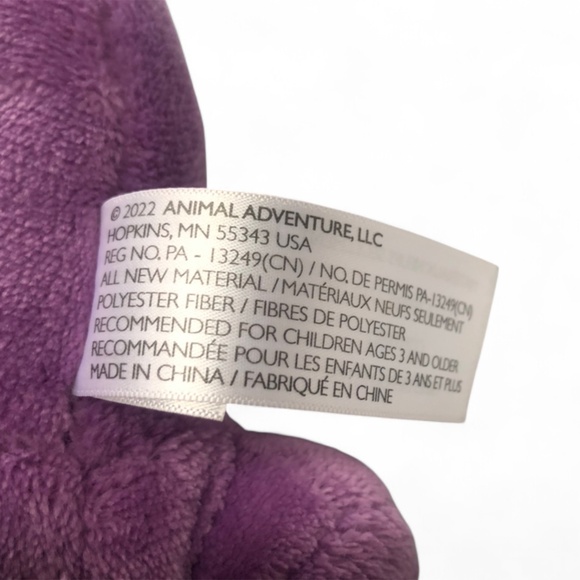 © 2022 ANIMAL ADVENTURE, LLC
HOPKINS, MN 55343 USA
REG NO. PA - 13249(CN) / NO. DE PERMIS PA-13249(CN)
ALL NEW MATERIAL / MATÉRIAUX NEUFS SEULEMENT
POLYESTER FIBER / FIBRES DE POLYESTER
RECOMMENDED FOR CHILDREN AGES 3 AND OLDER
RECOMMANDÉE POUR LES ENFANTS DE 3 ANS ET PLUS
MADE IN CHINA / FABRIQUÉ EN CHINE